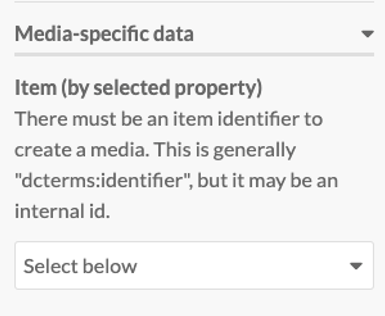 Media-specific data
Item (by selected property)
There must be an item identifier to
create a media. This is generally
"dcterms:identifier", but it may be an
internal id.
Select below